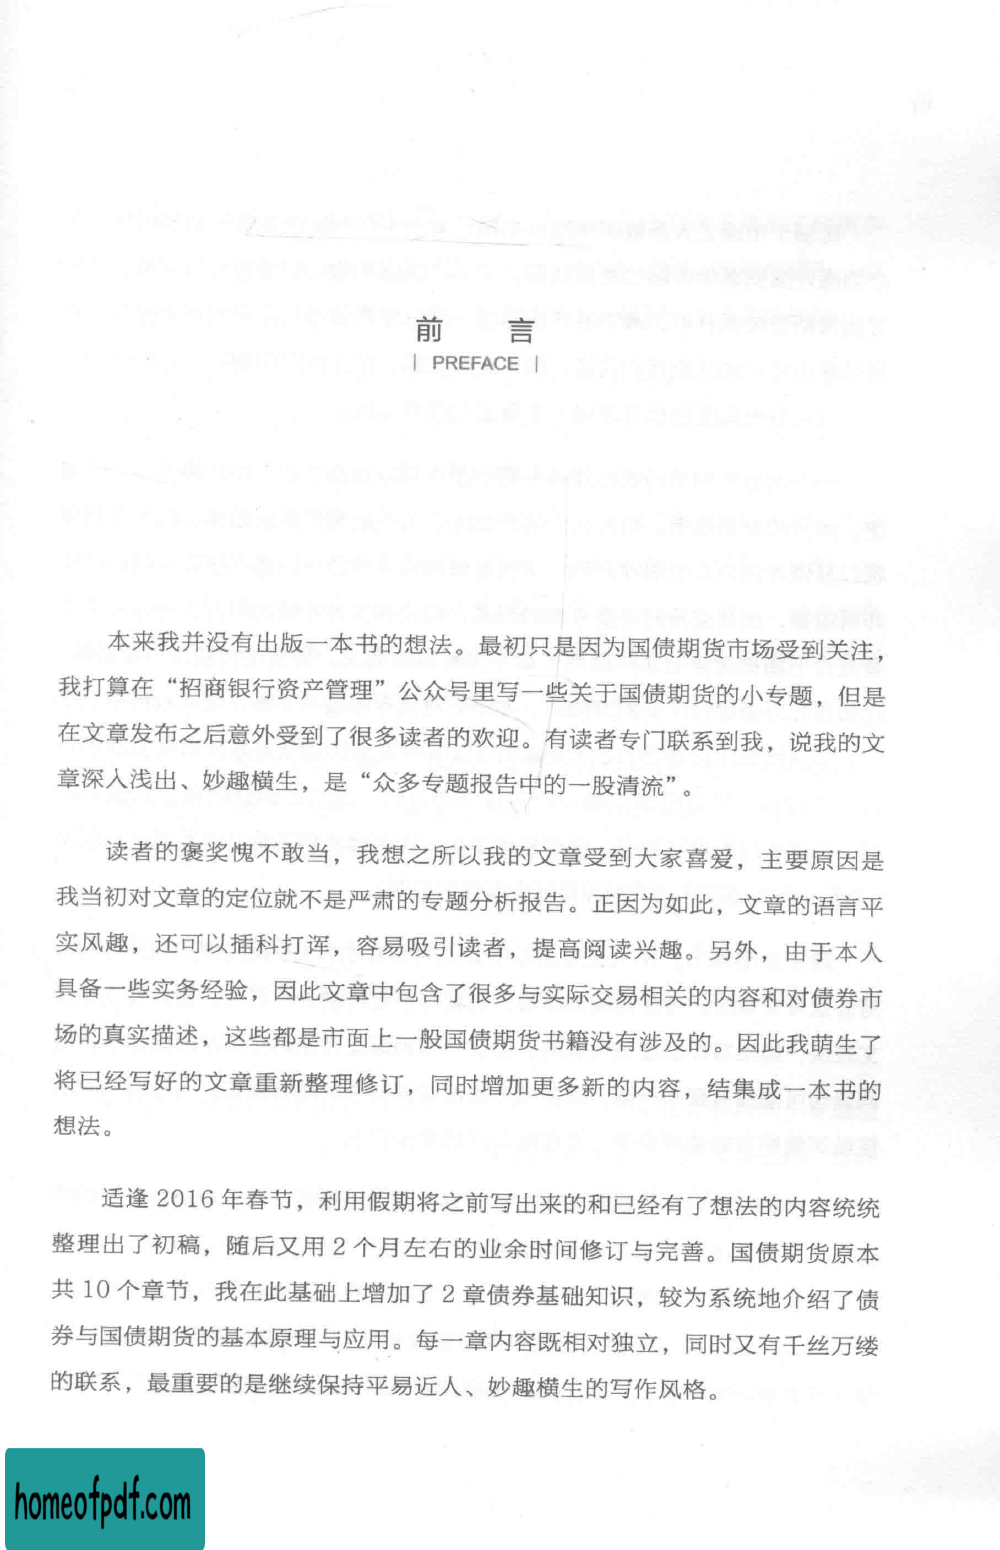 前 言
PREFACE
本来我并没有出版一本书的想法。最初只是因为国债期货市场受到关注，
我打算在“招商银行资产管理”公众号里写一些关于国债期货的小专题，但是
在文章发布之后意外受到了很多读者的欢迎。有读者专门联系到我，说我的文
章深入浅出、妙趣横生，是“众多专题报告中的一股清流”。
读者的褒奖愧不敢当，我想之所以我的文章受到大家喜爱，主要原因是
我当初对文章的定位就不是严肃的专题分析报告。正因为如此，文章的语言平
实风趣，还可以插科打诨，容易吸引读者，提高阅读兴趣。另外，由于本人
具备一些实务经验，因此文章中包含了很多与实际交易相关的内容和对债券市
场的真实描述，这些都是市面上一般国债期货书籍没有涉及的。因此我萌生了
将已经写好的文章重新整理修订，同时增加更多新的内容，结集成一本书的
想法。
适逢 2016 年春节，利用假期将之前写出来的和已经有了想法的内容统统
整理出了初稿，随后又用 2 个月左右的业余时间修订与完善。国债期货原本
共 10 个章节，我在此基础上增加了 2 章债券基础知识，较为系统地介绍了债
券与国债期货的基本原理与应用。每一章内容既相对独立，同时又有千丝万缕
的联系，最重要的是继续保持平易近人、妙趣横生的写作风格。
homeofpdf.com